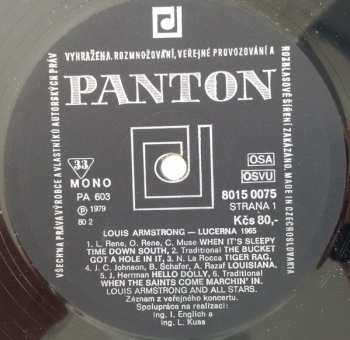 VYHRAŽENA. ROZMNOŽOVÁNÍ, VEŘEJNÉ PROVOZOVÁNÍ A
ROZHLASOVÉ ŠÍŘENÍ ZAKÁZÁNO. MADE IN CZECHOSLOVAKIA
VŠECHNA PRÁVA VÝROBCE A VLASTNÍKŮ AUTORSKÝCH PRÁV
PANTON
33
MONO
PA 603
℗ 1979
80 2
OSA
OSVU
8015 0075
STRANA 1
Kčs 80,-
LOUIS ARMSTRONG — LUCERNA 1965
1. L. Rene, O. Rene, C. Muse WHEN IT'S SLEEPY
TIME DOWN SOUTH, 2. Traditional THE BUCKET
GOT A HOLE IN IT, 3. N. La Rocca TIGER RAG,
4. J. C. Johnson, B. Schafer, A. Razaf LOUISIANA,
5. J. Herrman HELLO DOLLY, 6. Traditional
WHEN THE SAINTS COME MARCHIN' IN.
LOUIS ARMSTRONG AND ALL STARS.
Záznam z veřejného koncertu.
Spolupráce na realizaci:
ing. I. Englich a
ing. L. Kuss